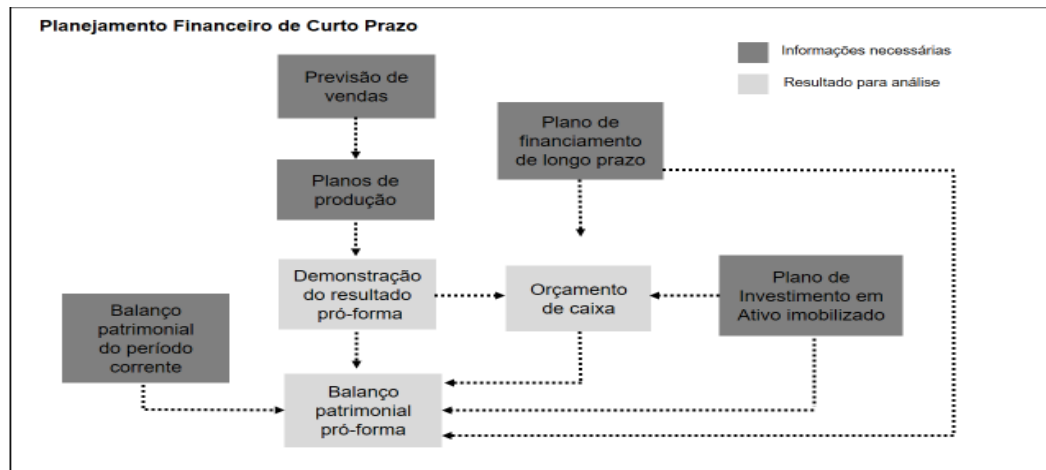 Planejamento Financeiro de Curto Prazo
Informações necessárias
Resultado para análise
Previsão de
vendas
Plano de
financiamento
de longo prazo
Planos de
produção
Demonstração
do resultado
pró-forma
Orçamento
de caixa
Plano de
Investimento em
Ativo imobilizado
Balanço
patrimonial
do período
corrente
Balanço
patrimonial
pró-forma